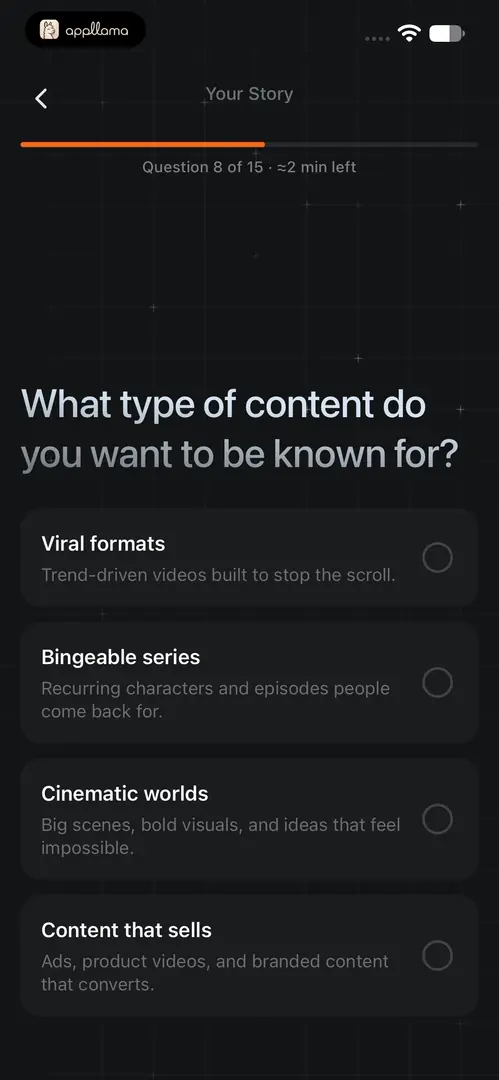 appllama
Your Story
Question 8 of 15 · ≈2 min left
What type of content do
you want to be known for?
Viral formats
Trend-driven videos built to stop the scroll.
Bingeable series
Recurring characters and episodes people
come back for.
Cinematic worlds
Big scenes, bold visuals, and ideas that feel
impossible.
Content that sells
Ads, product videos, and branded content
that converts.